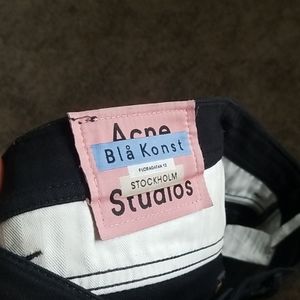 Acne
Blå Konst
FLORAGATAN 13
STOCKHOLM
Studios